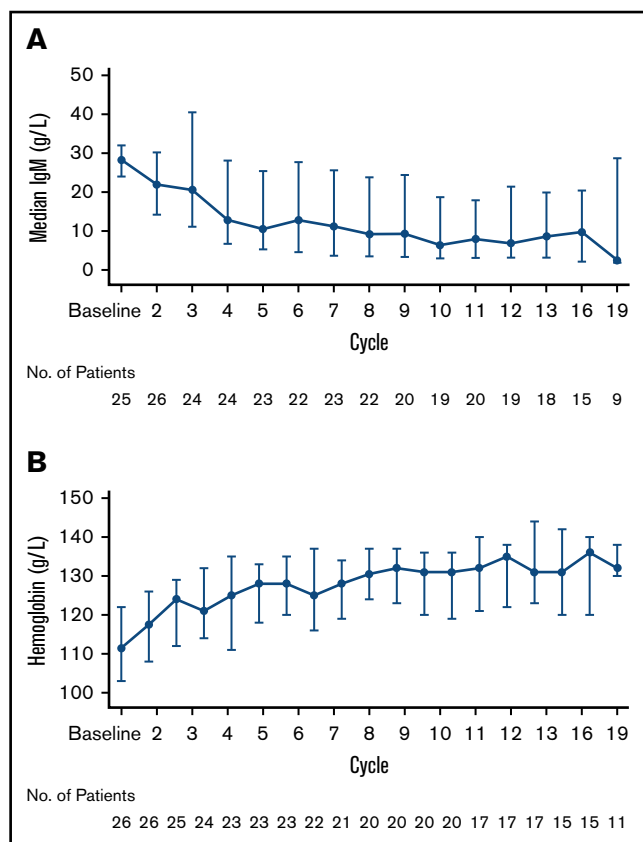 A
50
40
30
20
10
0
Median IgM (g/L)
Baseline 2 3 4 5 6 7 8 9 10 11 12 13 16 19
Cycle
No. of Patients
25 26 24 24 23 22 23 22 20 19 20 19 18 15 9
B
150
140
130
120
110
100
Hemoglobin (g/L)
Baseline 2 3 4 5 6 7 8 9 10 11 12 13 16 19
Cycle
No. of Patients
26 26 25 24 23 23 23 22 21 20 20 20 20 17 17 17 15 15 11